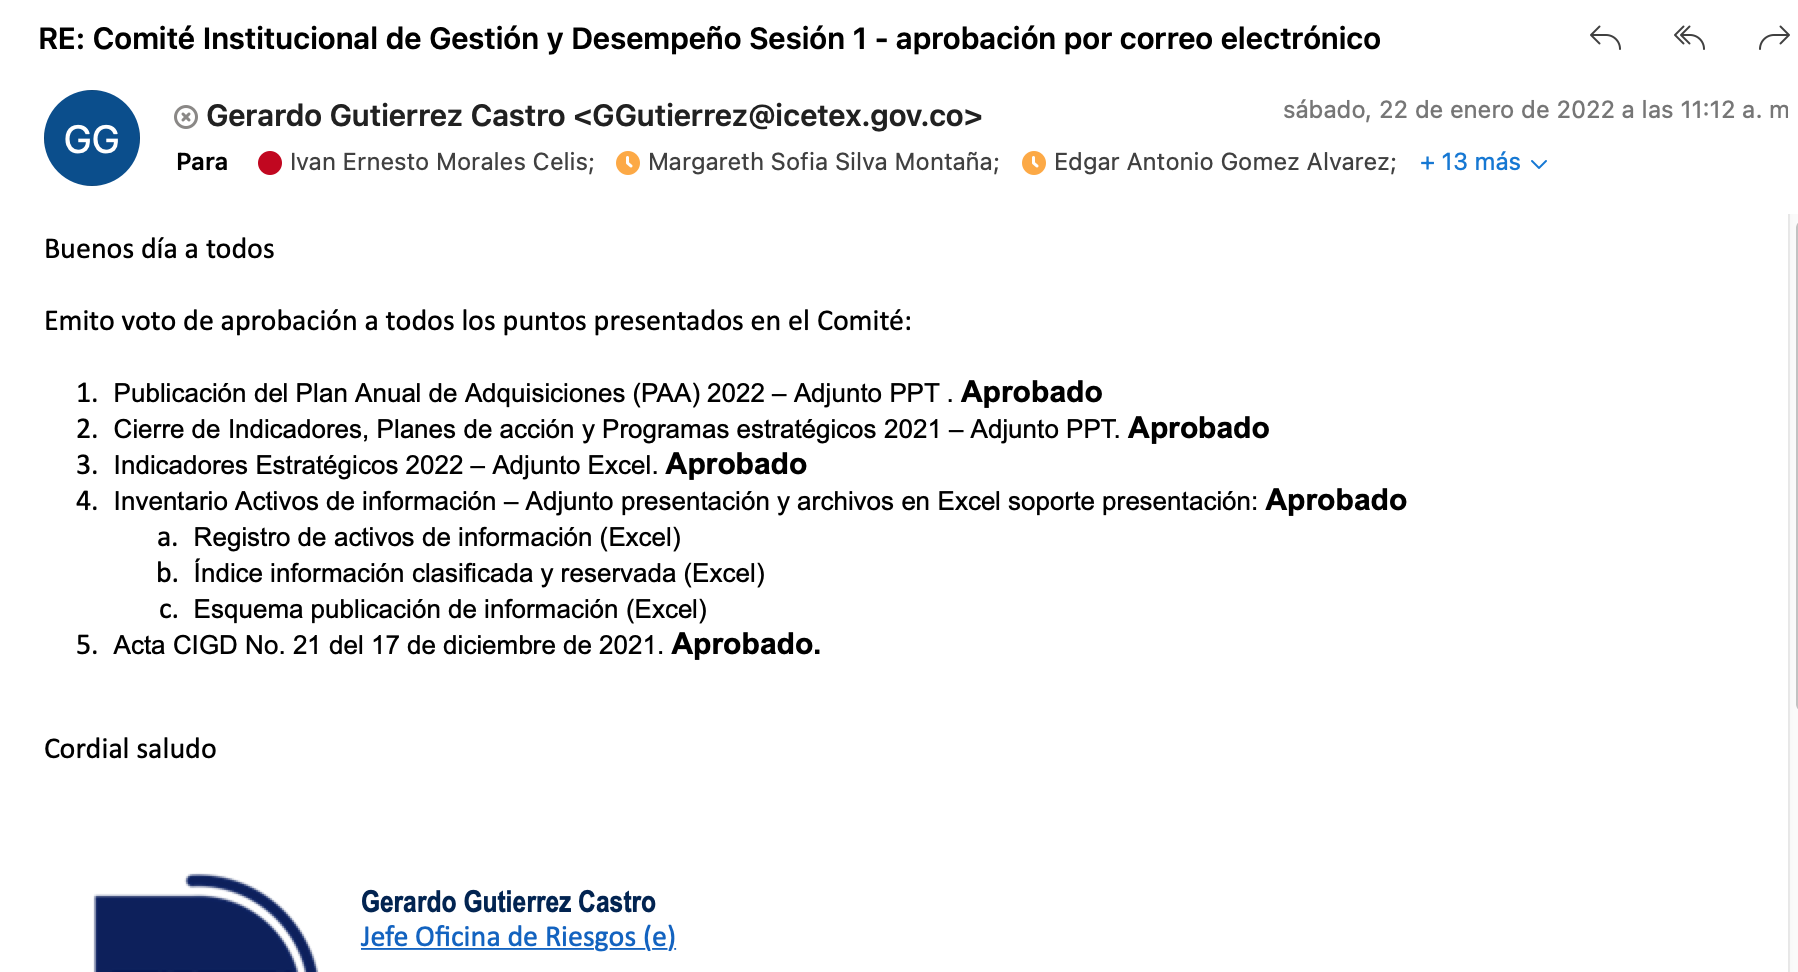 RE: Comité Institucional de Gestión y Desempeño Sesión 1 - aprobación por correo electrónico
GG
Gerardo Gutierrez Castro <GGutierrez@icetex.gov.co>
sábado, 22 de enero de 2022 a las 11:12 a. m
Para Ivan Ernesto Morales Celis; Margareth Sofia Silva Montaña; Edgar Antonio Gomez Alvarez; + 13 más
Buenos día a todos
Emito voto de aprobación a todos los puntos presentados en el Comité:
1. Publicación del Plan Anual de Adquisiciones (PAA) 2022 – Adjunto PPT . Aprobado
2. Cierre de Indicadores, Planes de acción y Programas estratégicos 2021 – Adjunto PPT. Aprobado
3. Indicadores Estratégicos 2022 – Adjunto Excel. Aprobado
4. Inventario Activos de información – Adjunto presentación y archivos en Excel soporte presentación: Aprobado
a. Registro de activos de información (Excel)
b. Índice información clasificada y reservada (Excel)
c. Esquema publicación de información (Excel)
5. Acta CIGD No. 21 del 17 de diciembre de 2021. Aprobado.
Cordial saludo
Gerardo Gutierrez Castro
Jefe Oficina de Riesgos (e)